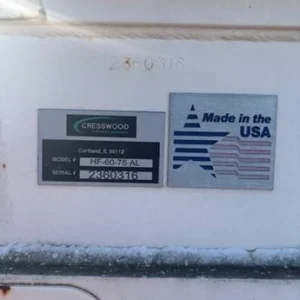 2360316
CRESSWOOD
Cortland, IL 60112
MODEL # HF-60-75 AL
SERIAL # 2360316
Made in the
USA